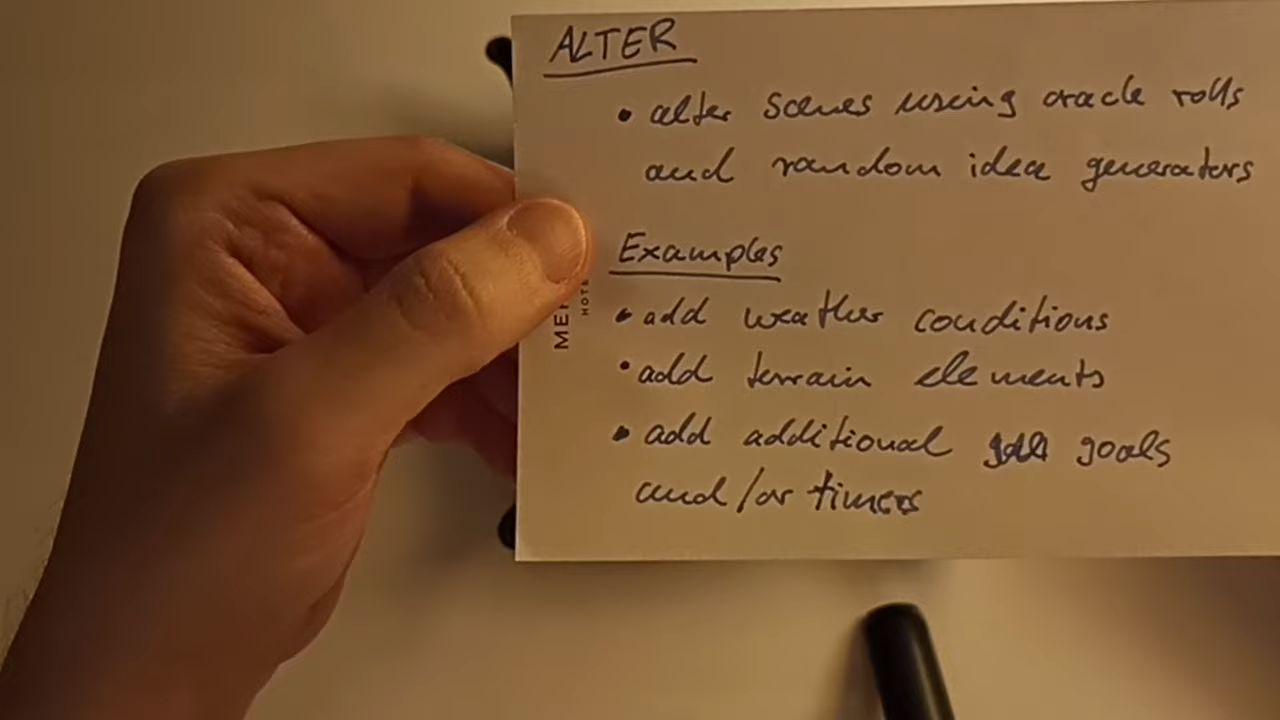 ALTER
• alter scenes using oracle rolls
and random idea generators
Examples
• add weather conditions
• add terrain elements
• add additional goals
and/or timers